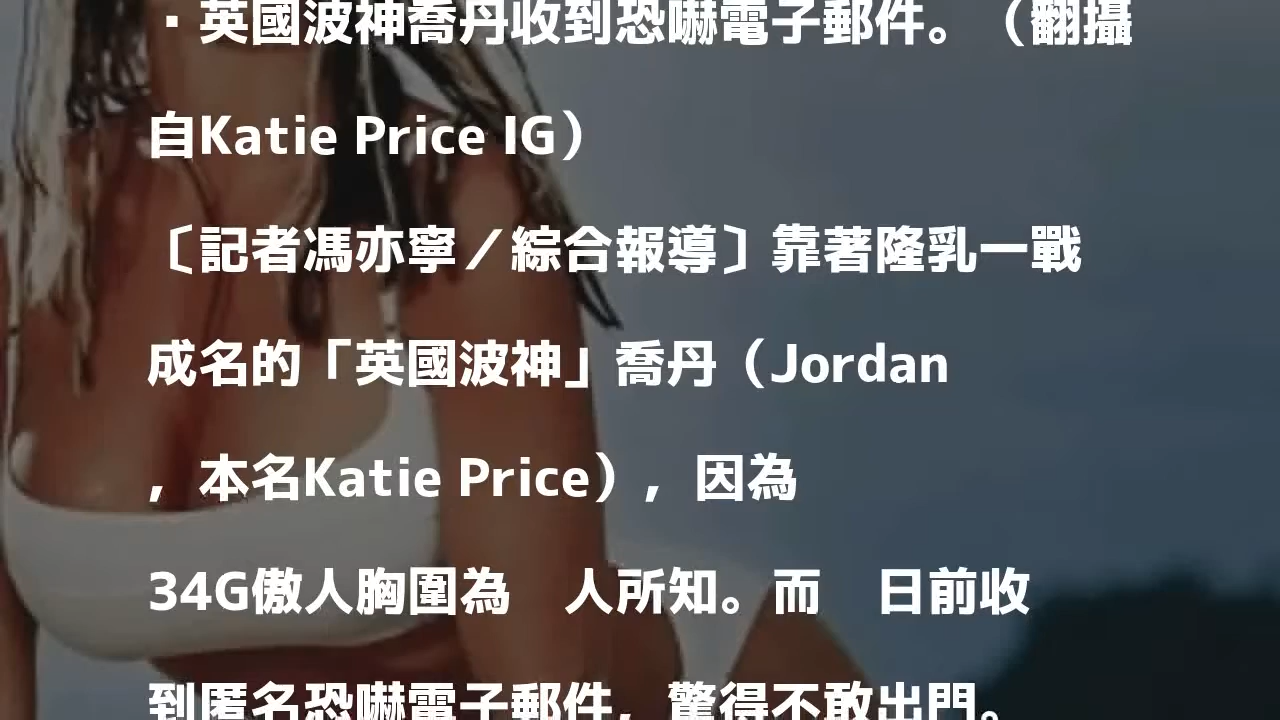 ▪英國波神喬丹收到恐嚇電子郵件。（翻攝
自Katie Price IG）
〔記者馮亦寧／綜合報導〕靠著隆乳一戰
成名的「英國波神」喬丹（Jordan
，本名Katie Price），因為
34G傲人胸圍為　人所知。而　日前收
到匿名恐嚇電子郵件，驚得不敢出門。